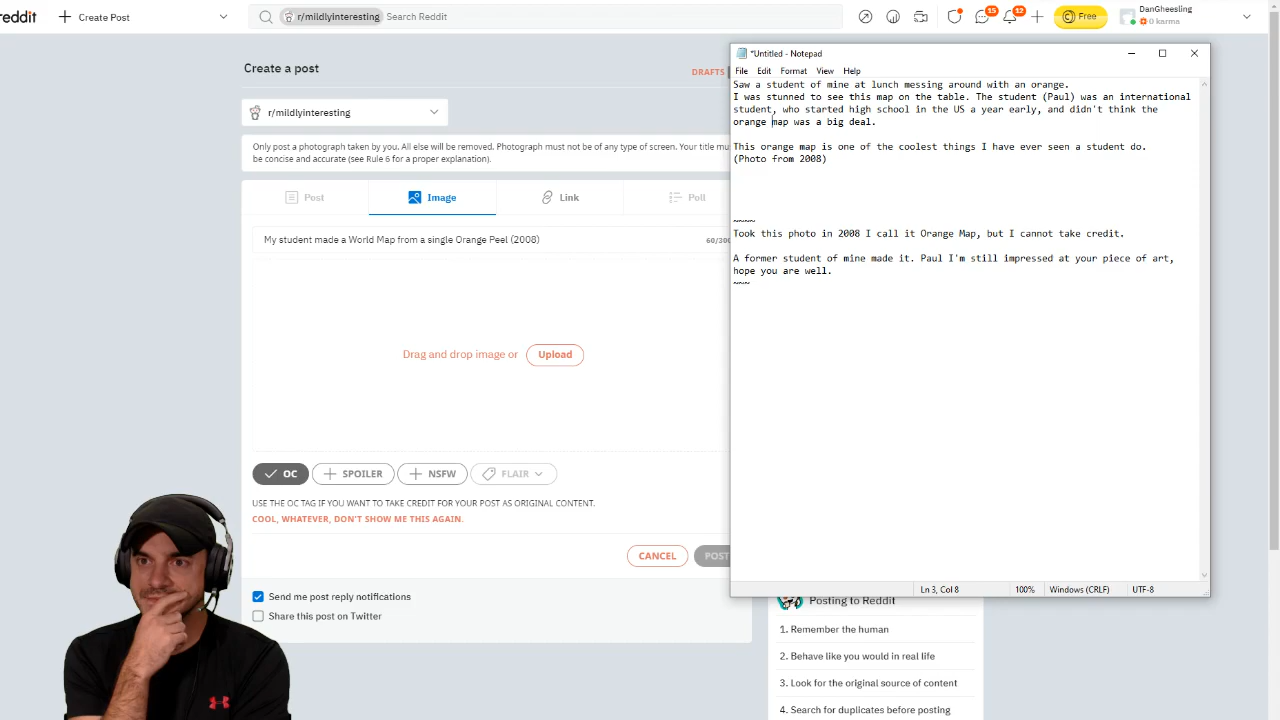 reddit
Create Post
r/mildlyinteresting
Search Reddit
15
12
Free
DanGheesling
0 karma
Create a post
DRAFTS
r/mildlyinteresting
Only post a photograph taken by you. All else will be removed. Photograph must not be of any type of screen. Your title mu
be concise and accurate (see Rule 6 for a proper explanation).
Post
Image
Link
Poll
My student made a World Map from a single Orange Peel (2008)
60/300
Drag and drop image or
Upload
OC
SPOILER
NSFW
FLAIR
USE THE OC TAG IF YOU WANT TO TAKE CREDIT FOR YOUR POST AS ORIGINAL CONTENT.
COOL, WHATEVER, DON'T SHOW ME THIS AGAIN.
CANCEL
POST
Send me post reply notifications
Share this post on Twitter
*Untitled - Notepad
File Edit Format View Help
Saw a student of mine at lunch messing around with an orange.
I was stunned to see this map on the table. The student (Paul) was an international
student, who started high school in the US a year early, and didn't think the
orange map was a big deal.
This orange map is one of the coolest things I have ever seen a student do.
(Photo from 2008)
~~~~
Took this photo in 2008 I call it Orange Map, but I cannot take credit.
A former student of mine made it. Paul I'm still impressed at your piece of art,
hope you are well.
~~~
Ln 3, Col 8
100%
Windows (CRLF)
UTF-8
Posting to Reddit
1. Remember the human
2. Behave like you would in real life
3. Look for the original source of content
4. Search for duplicates before posting